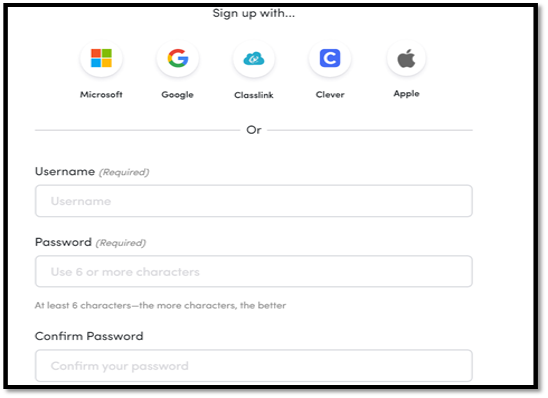 Sign up with...
Microsoft Google Classlink Clever Apple
Or
Username (Required)
Username
Password (Required)
Use 6 or more characters
At least 6 characters—the more characters, the better
Confirm Password
Confirm your password